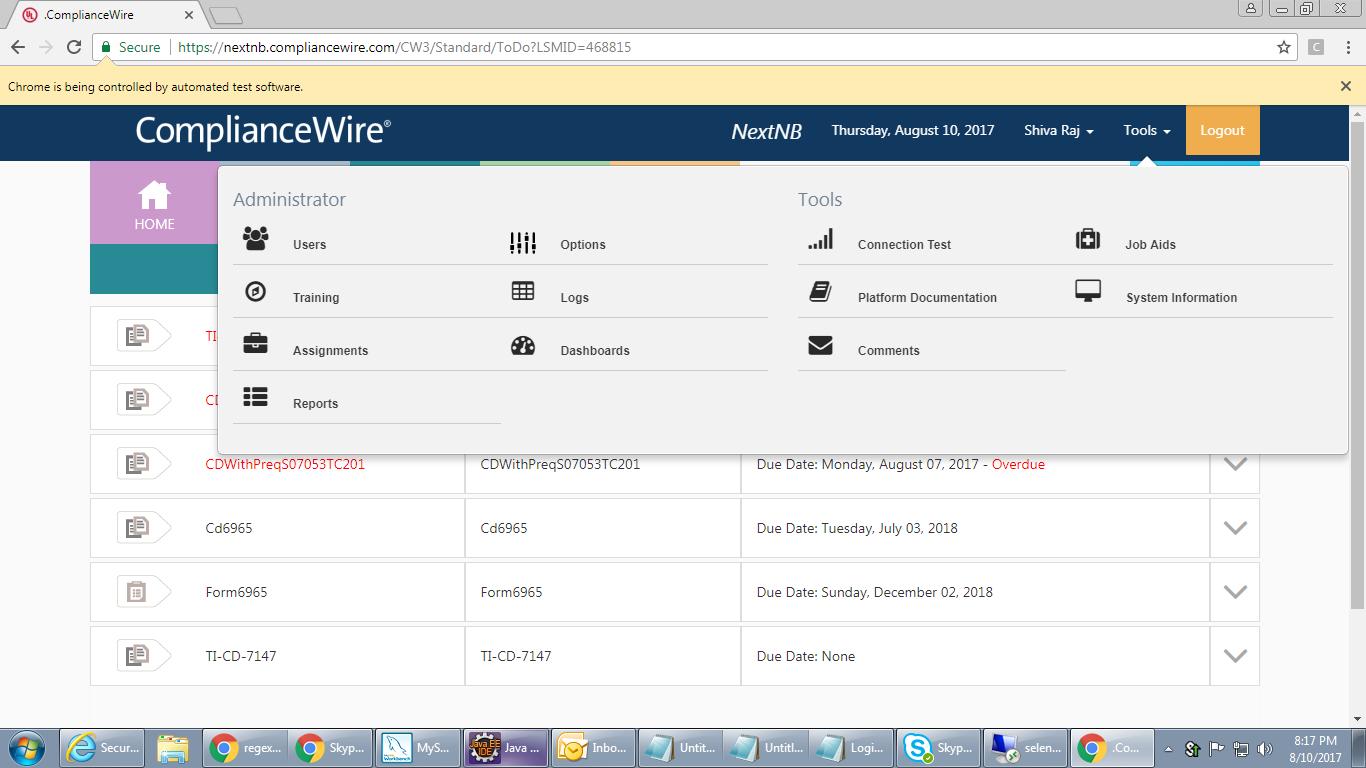 .ComplianceWire
Secure https://nextnb.compliancewire.com/CW3/Standard/ToDo?LSMID=468815
C
Chrome is being controlled by automated test software.
ComplianceWire® NextNB Thursday, August 10, 2017 Shiva Raj Tools Logout
HOME
Administrator Tools
Users Options Connection Test Job Aids
Training Logs Platform Documentation System Information
Assignments Dashboards Comments
Reports
CDWithPreqS07053TC201 CDWithPreqS07053TC201 Due Date: Monday, August 07, 2017 - Overdue
Cd6965 Cd6965 Due Date: Tuesday, July 03, 2018
Form6965 Form6965 Due Date: Sunday, December 02, 2018
TI-CD-7147 TI-CD-7147 Due Date: None
Secur... regex... Skyp... MyS... Java ... Inbo... Untit... Untitl... Logi... Skyp... selen... .Co...
8:17 PM
8/10/2017